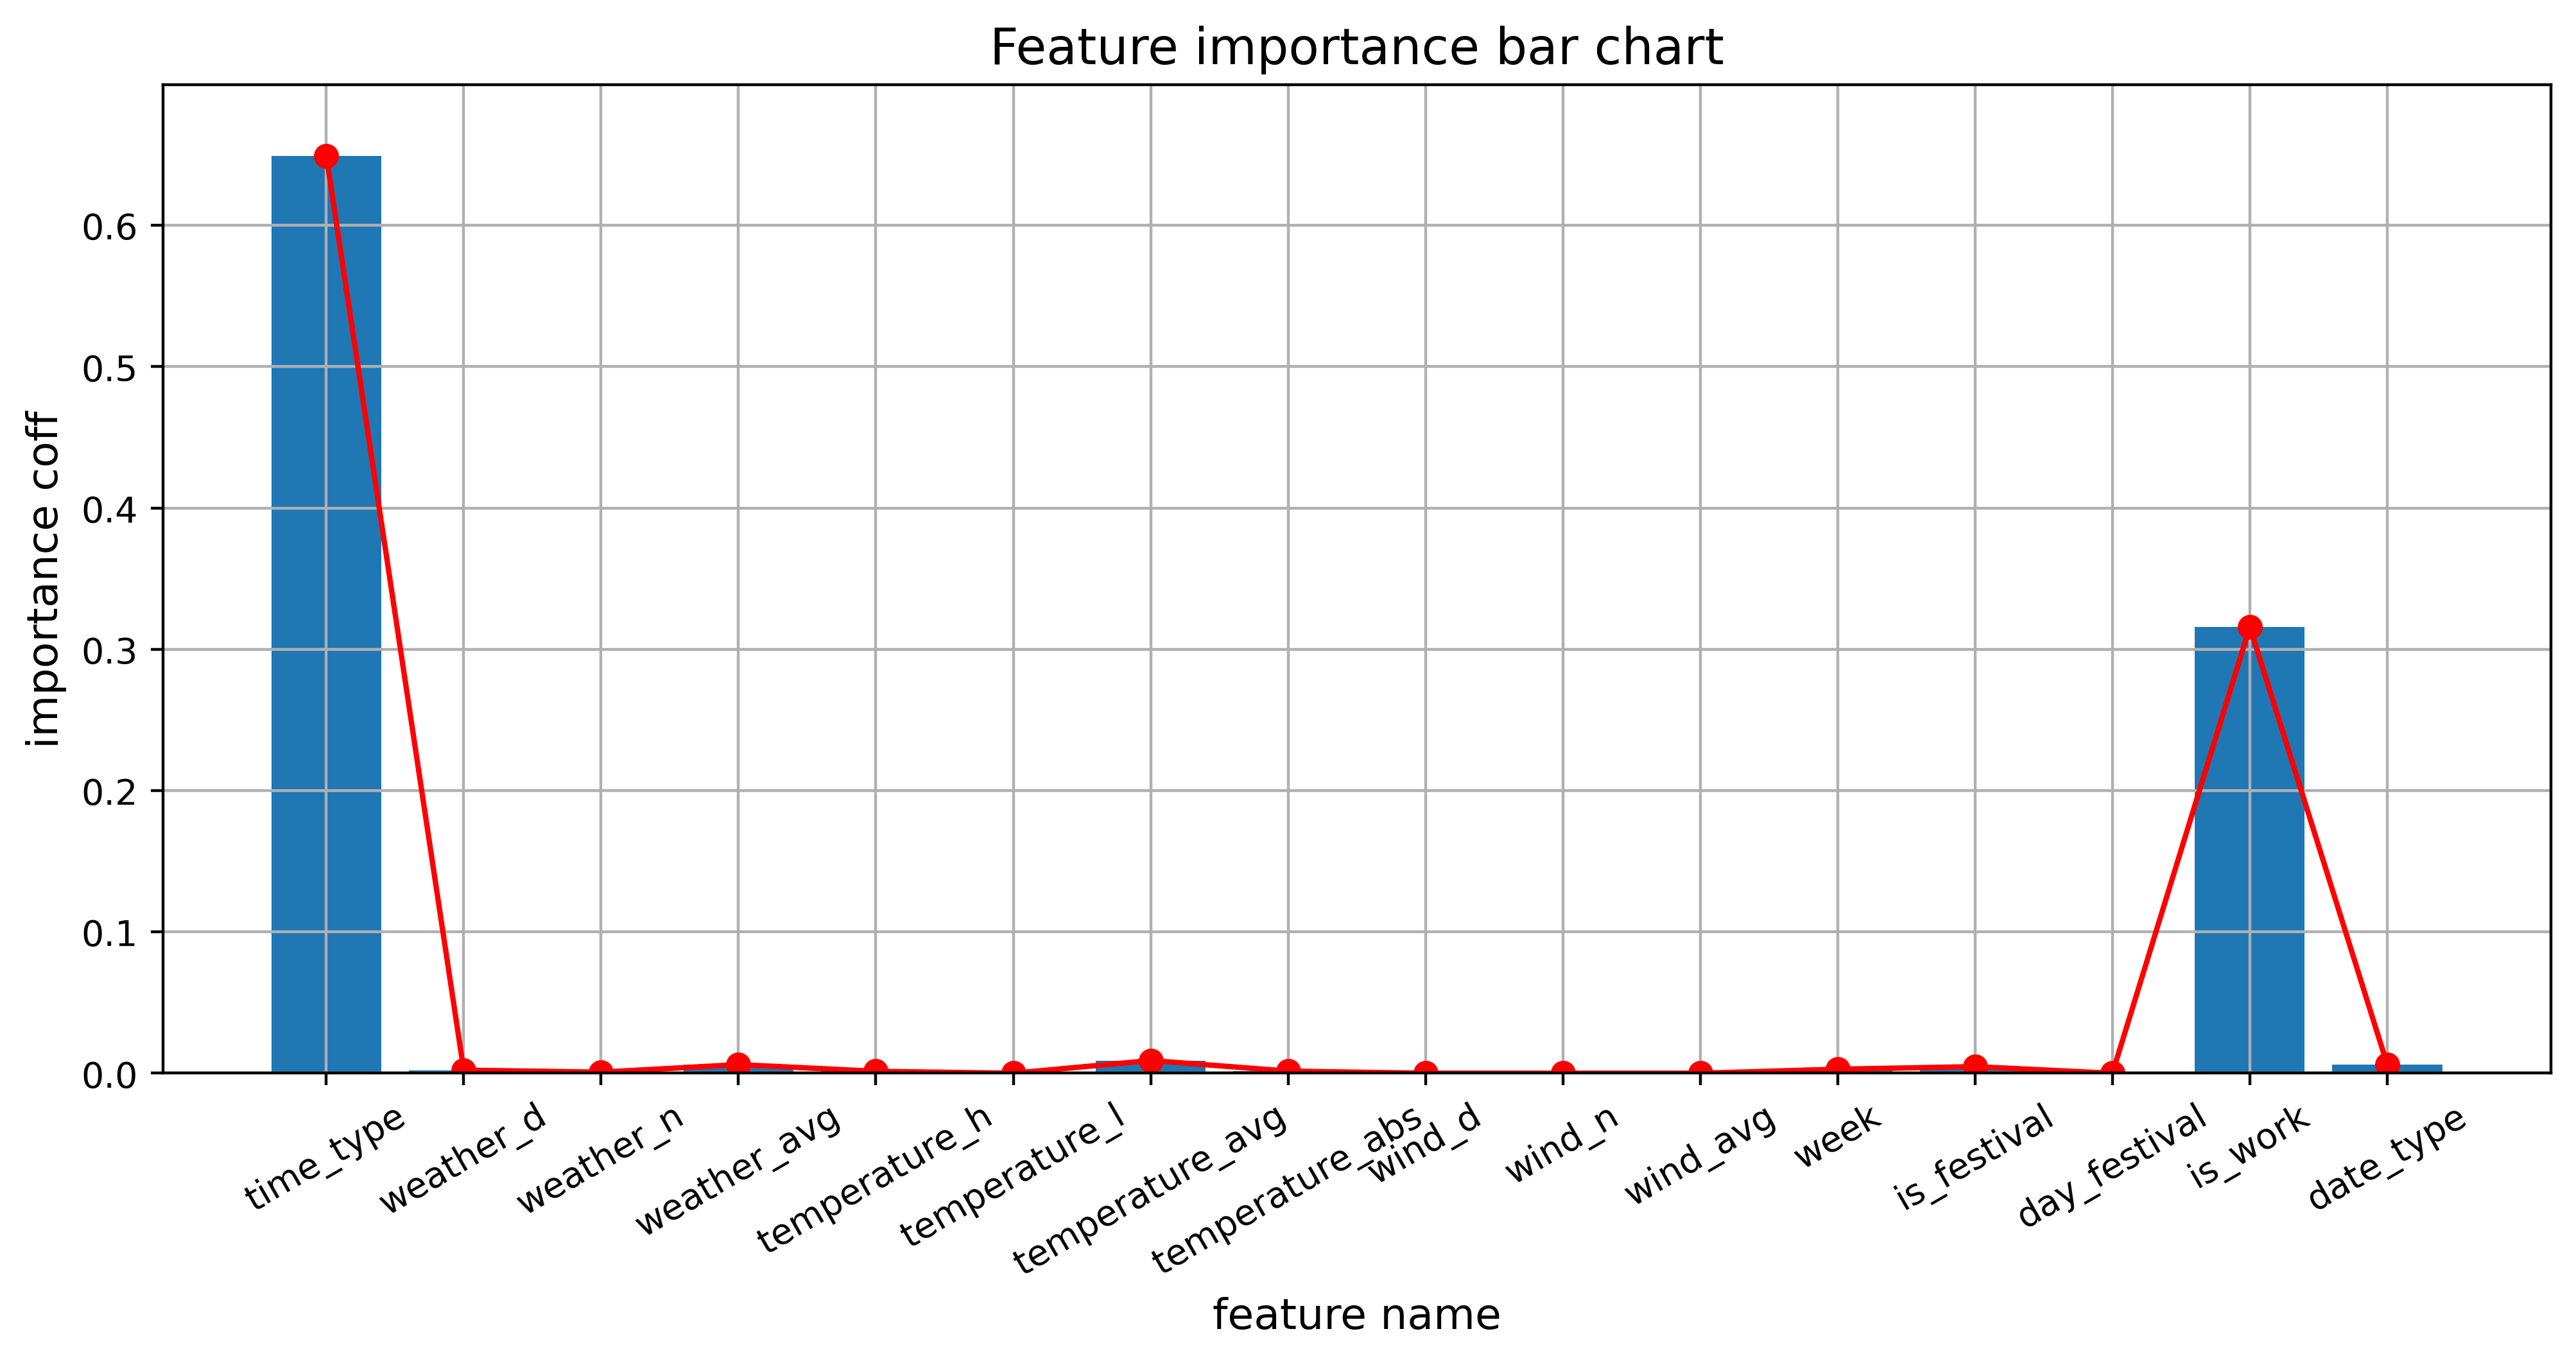 Feature importance bar chart
importance coff
0.6
0.5
0.4
0.3
0.2
0.1
0.0
time_type
weather_d
weather_n
weather_avg
temperature_h
temperature_l
temperature_avg
temperature_abs
wind_d
wind_n
wind_avg
week
is_festival
day_festival
is_work
date_type
feature name